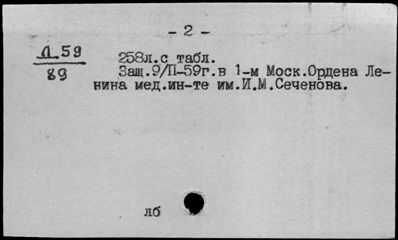 - 2 -
Д.59
89
258л.с табл.
Защ.9/П-59г.в 1-м Моск.Ордена Ле-
нина мед.ин-те им.И.М.Сеченова.
лб